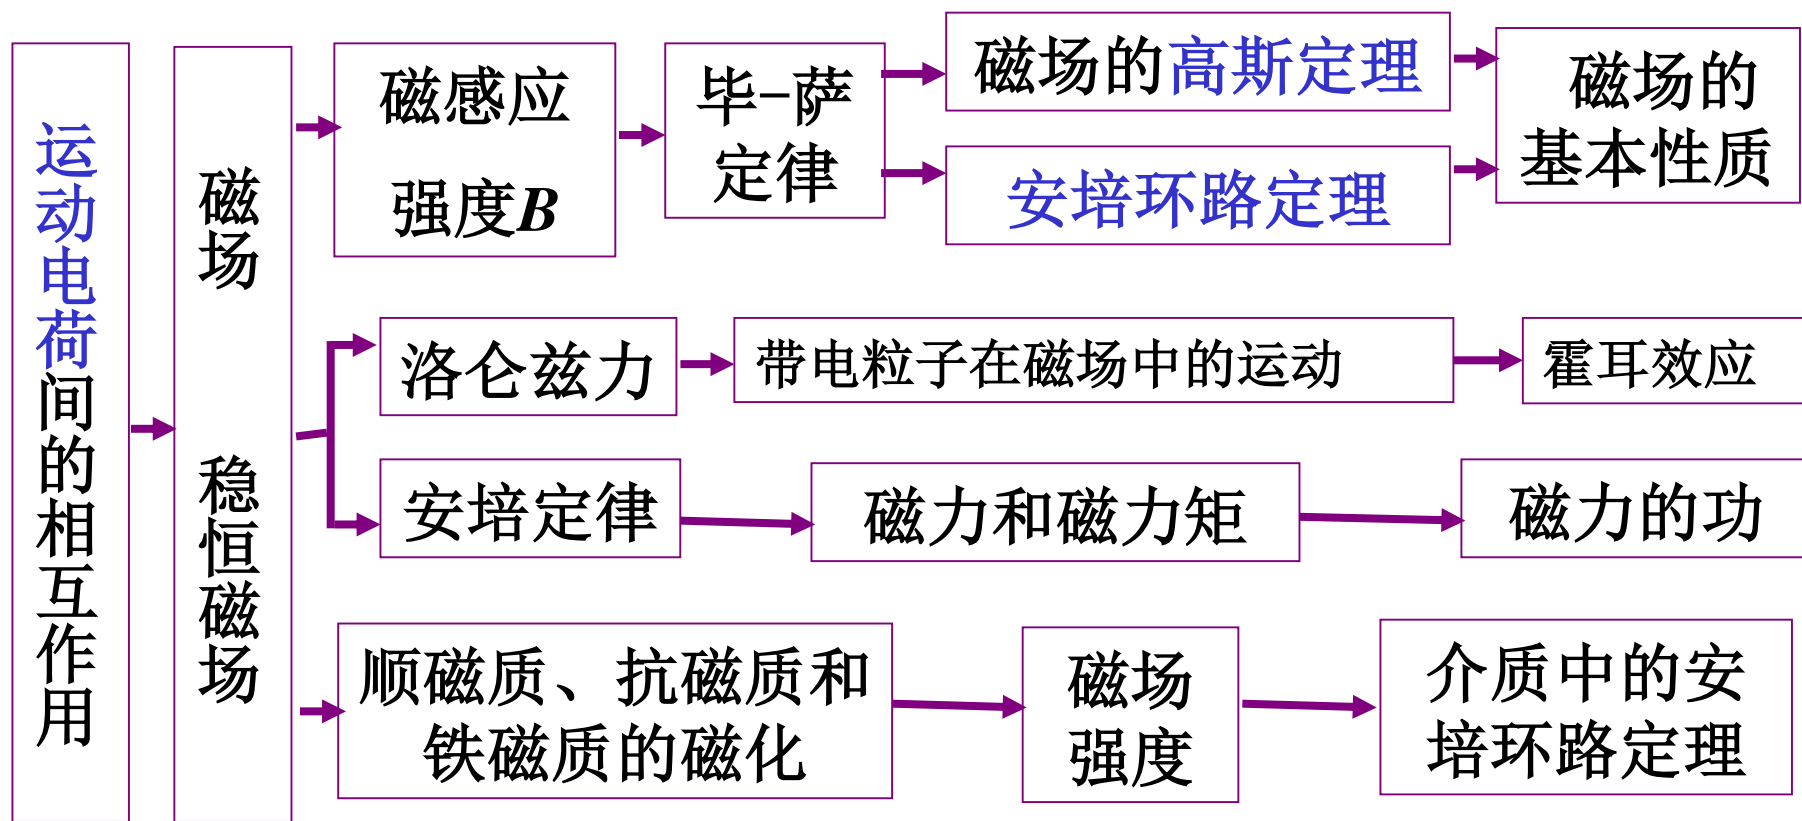 运动电荷间的相互作用
磁场
稳恒磁场
磁感应
强度B
毕-萨
定律
磁场的高斯定理
安培环路定理
磁场的
基本性质
洛仑兹力
带电粒子在磁场中的运动
霍耳效应
安培定律
磁力和磁力矩
磁力的功
顺磁质、抗磁质和
铁磁质的磁化
磁场
强度
介质中的安
培环路定理